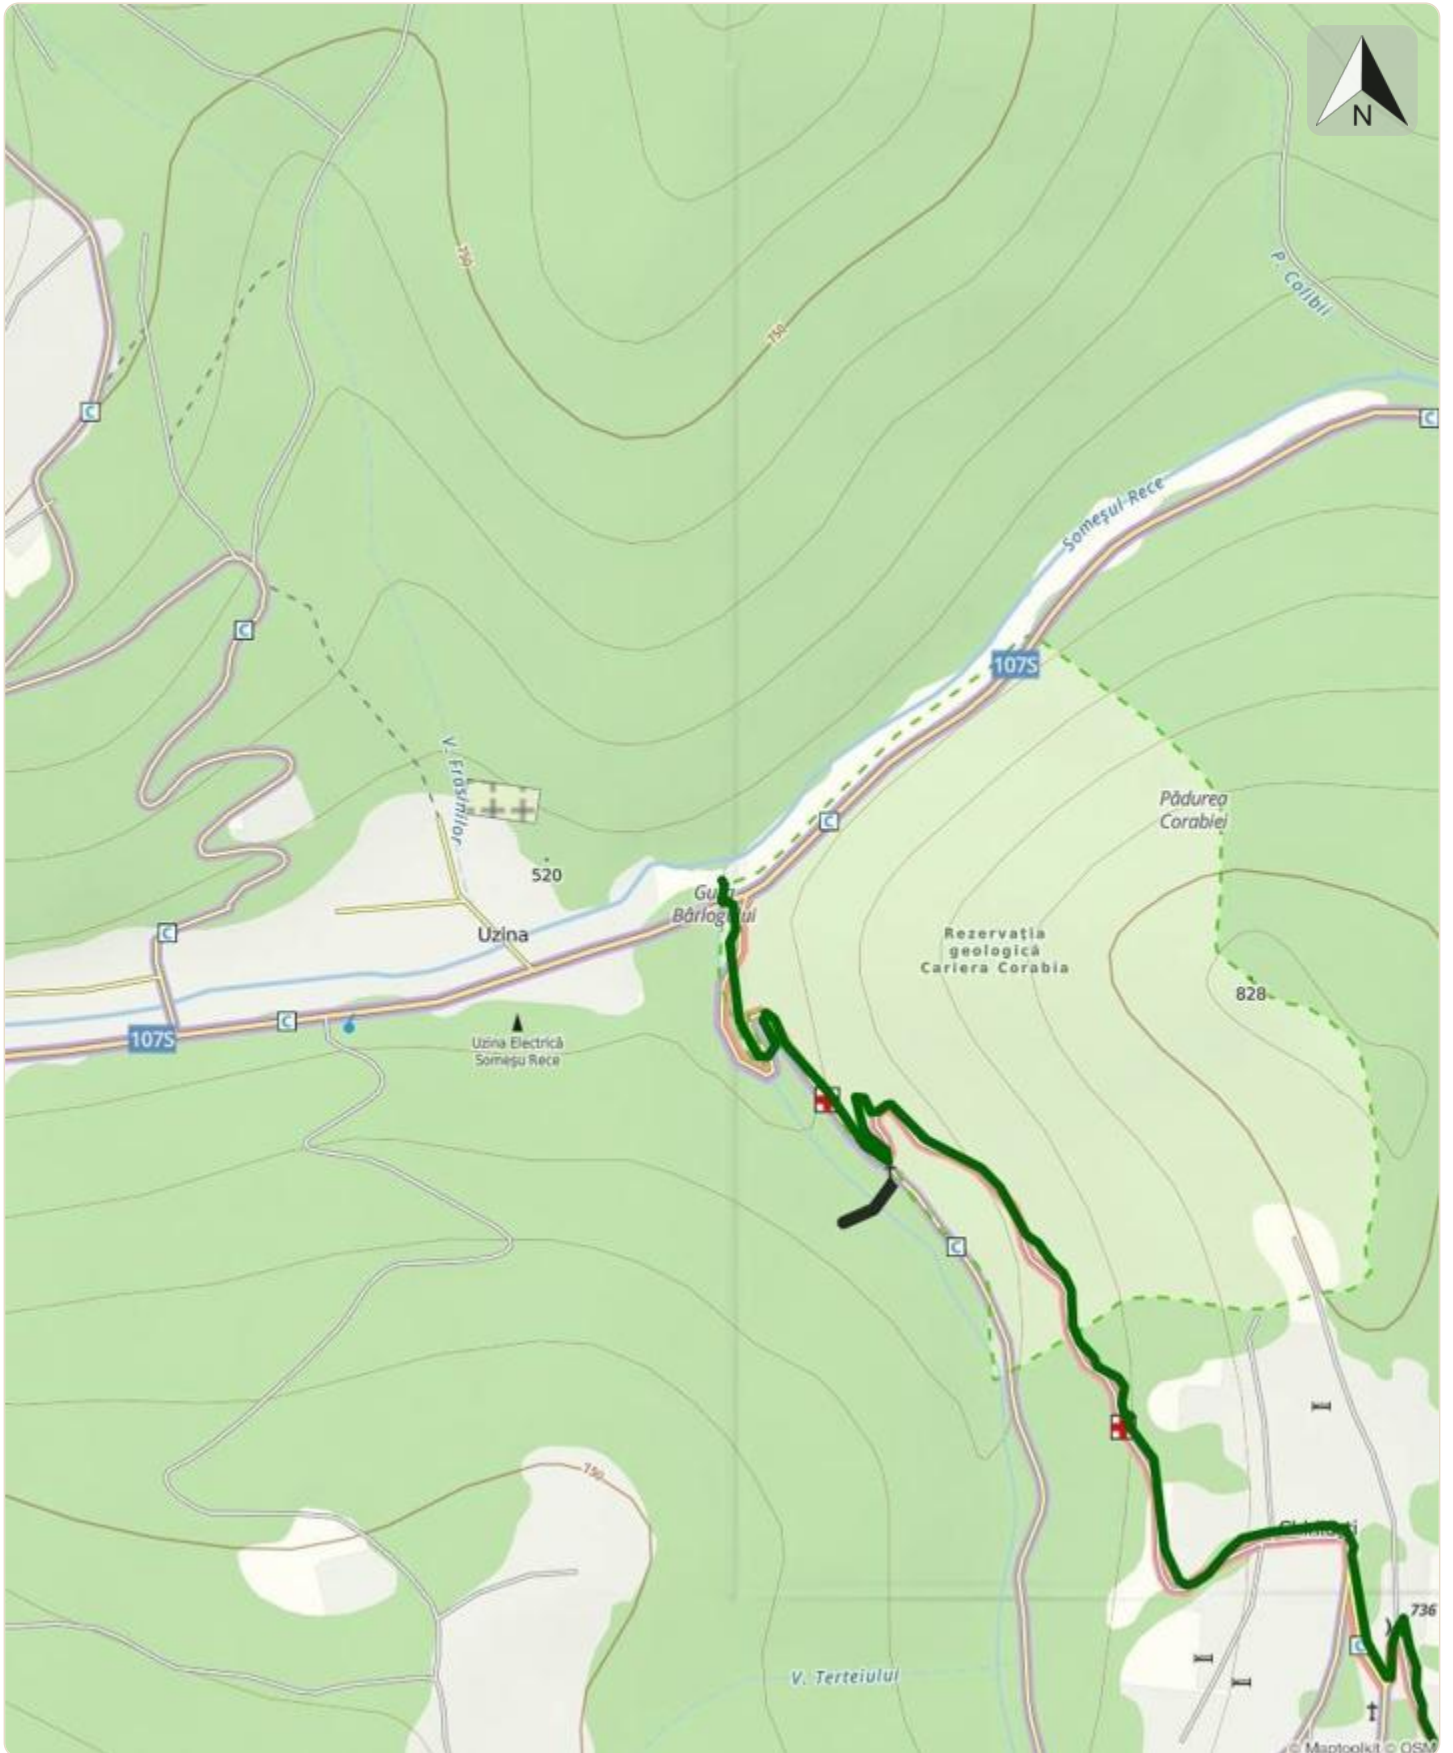 N
750
750
P. Colibii
C
C
Someșul Rece
C
107S
V. Frăsinilor
Pădurea
Corabiei
C
520
Gura
Bârlogului
C
Uzina
Rezervația
geologică
Cariera Corabia
828
C
107S
Uzina Electrică
Someșu Rece
C
750
736
C
V. Terteiului
© Maptoolkit © OSM